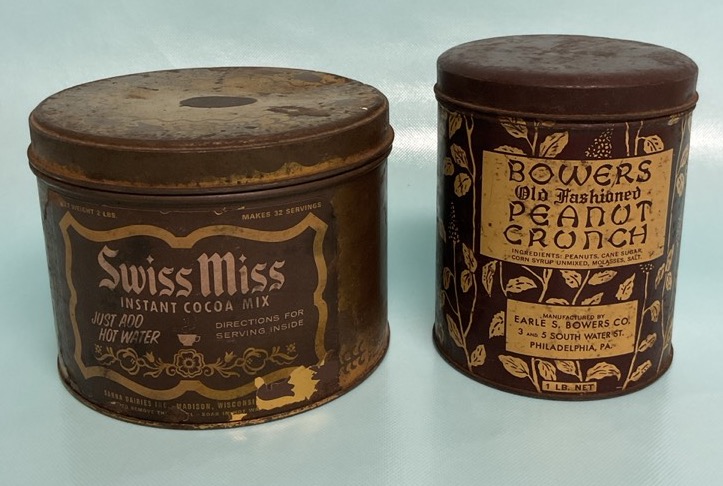 NET WEIGHT 2 LBS.
MAKES 32 SERVINGS
Swiss Miss
INSTANT COCOA MIX
JUST ADD
HOT WATER
DIRECTIONS FOR
SERVING INSIDE
DAIRIES INC. MADISON, WISCONSIN
BOWERS
Old Fashioned
PEANUT
CRUNCH
INGREDIENTS: PEANUTS, CANE SUGAR,
CORN SYRUP UNMIXED, MOLASSES, SALT.
MANUFACTURED BY
EARLE S. BOWERS CO.
3 AND 5 SOUTH WATER ST.
PHILADELPHIA, PA.
1 LB. NET